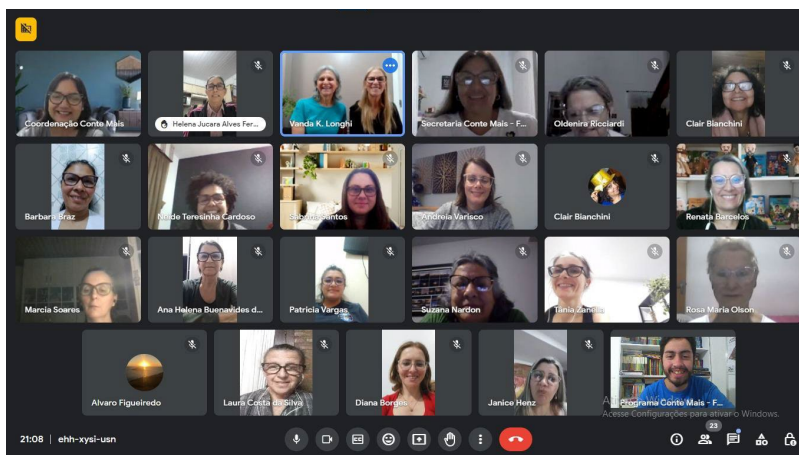 Coordenação Conte Mais
Helena Jucara Alves Fer...
Vanda K. Longhi
Secretaria Conte Mais - F...
Oldenira Ricciardi
Clair Bianchini
Barbara Braz
Neide Teresinha Cardoso
Sabrina Santos
Andreia Varisco
Clair Bianchini
Renata Barcelos
Marcia Soares
Ana Helena Buenavides d...
Patricia Vargas
Suzana Nardon
Tânia Zanella
Rosa Maria Olson
Alvaro Figueiredo
Laura Costa da Silva
Diana Borges
Janice Henz
Programa Conte Mais - F...
Acesse Configurações para ativar o Windows.
21:08 | ehh-xysi-usn
CC
23